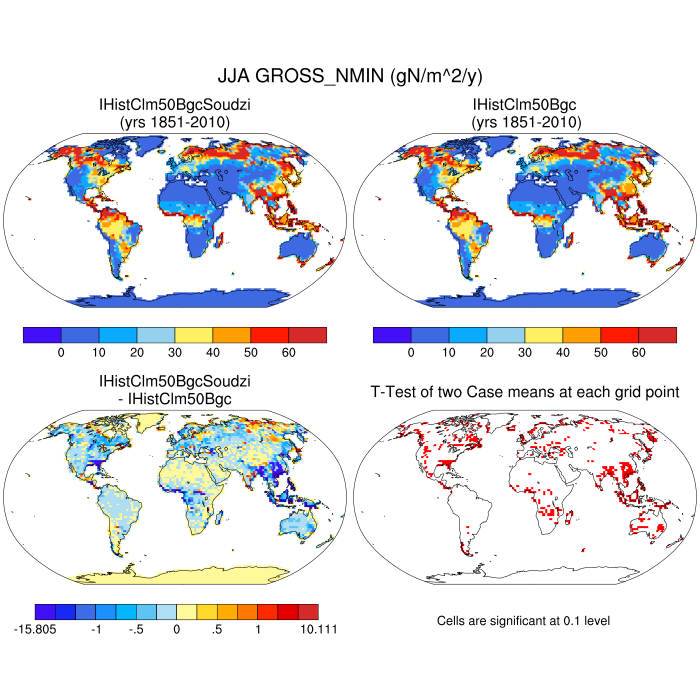 JJA GROSS_NMIN (gN/m^2/y)
IHistClm50BgcSoudzi
(yrs 1851-2010)
IHistClm50Bgc
(yrs 1851-2010)
0 10 20 30 40 50 60
0 10 20 30 40 50 60
IHistClm50BgcSoudzi
- IHistClm50Bgc
T-Test of two Case means at each grid point
-15.805 -1 -.5 0 .5 1 10.111
Cells are significant at 0.1 level